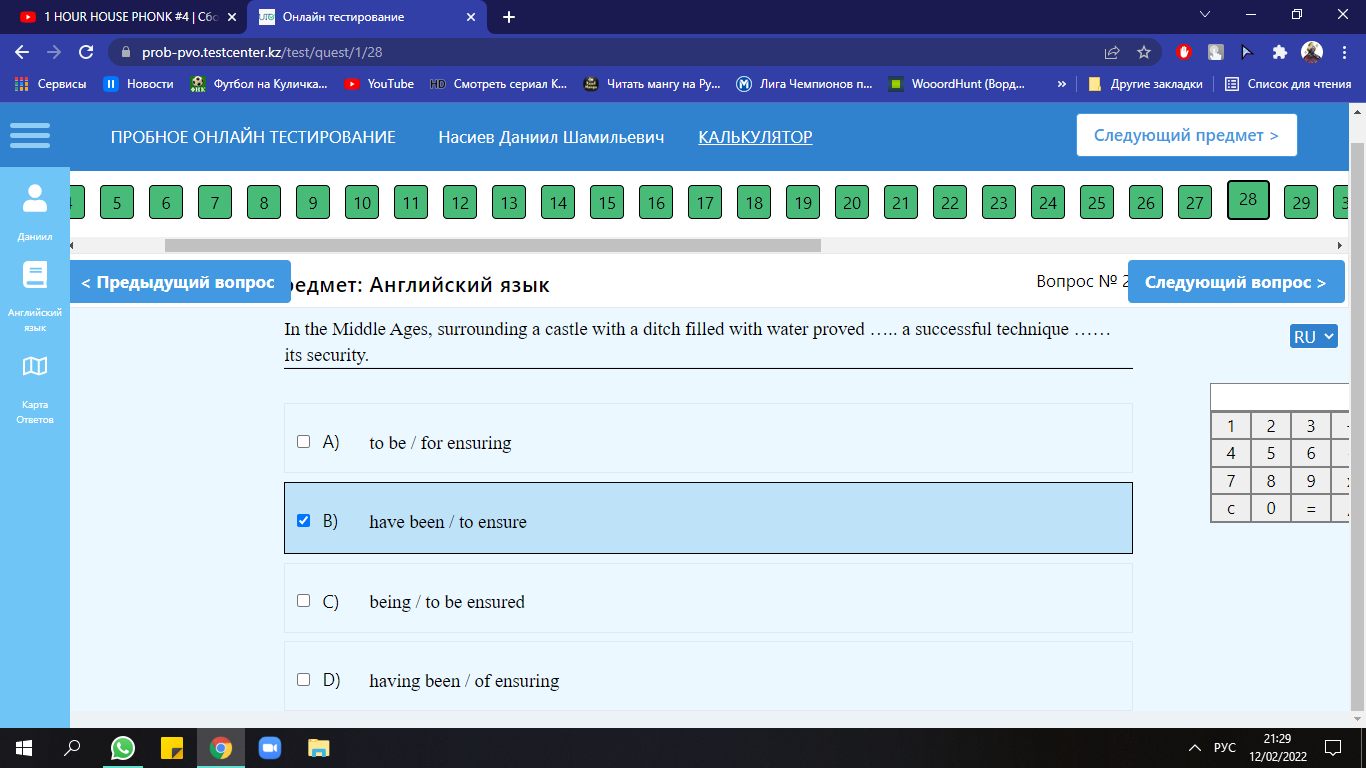 1 HOUR HOUSE PHONK #4 | Сбо
Онлайн тестирование
prob-pvo.testcenter.kz/test/quest/1/28
Сервисы
Новости
Футбол на Куличка...
YouTube
HD Смотреть сериал К...
Читать мангу на Ру...
Лига Чемпионов п...
WooordHunt (Ворд...
»
Другие закладки
Список для чтения
ПРОБНОЕ ОНЛАЙН ТЕСТИРОВАНИЕ
Насиев Даниил Шамильевич
КАЛЬКУЛЯТОР
Следующий предмет >
5 6 7 8 9 10 11 12 13 14 15 16 17 18 19 20 21 22 23 24 25 26 27 28 29
Даниил
Английский
язык
Карта
Ответов
< Предыдущий вопрос
редмет: Английский язык
Вопрос № 2
Следующий вопрос >
In the Middle Ages, surrounding a castle with a ditch filled with water proved ….. a successful technique ……
its security.
RU
A) to be / for ensuring
B) have been / to ensure
C) being / to be ensured
D) having been / of ensuring
1 2 3
4 5 6
7 8 9
c 0 =
РУС
21:29
12/02/2022